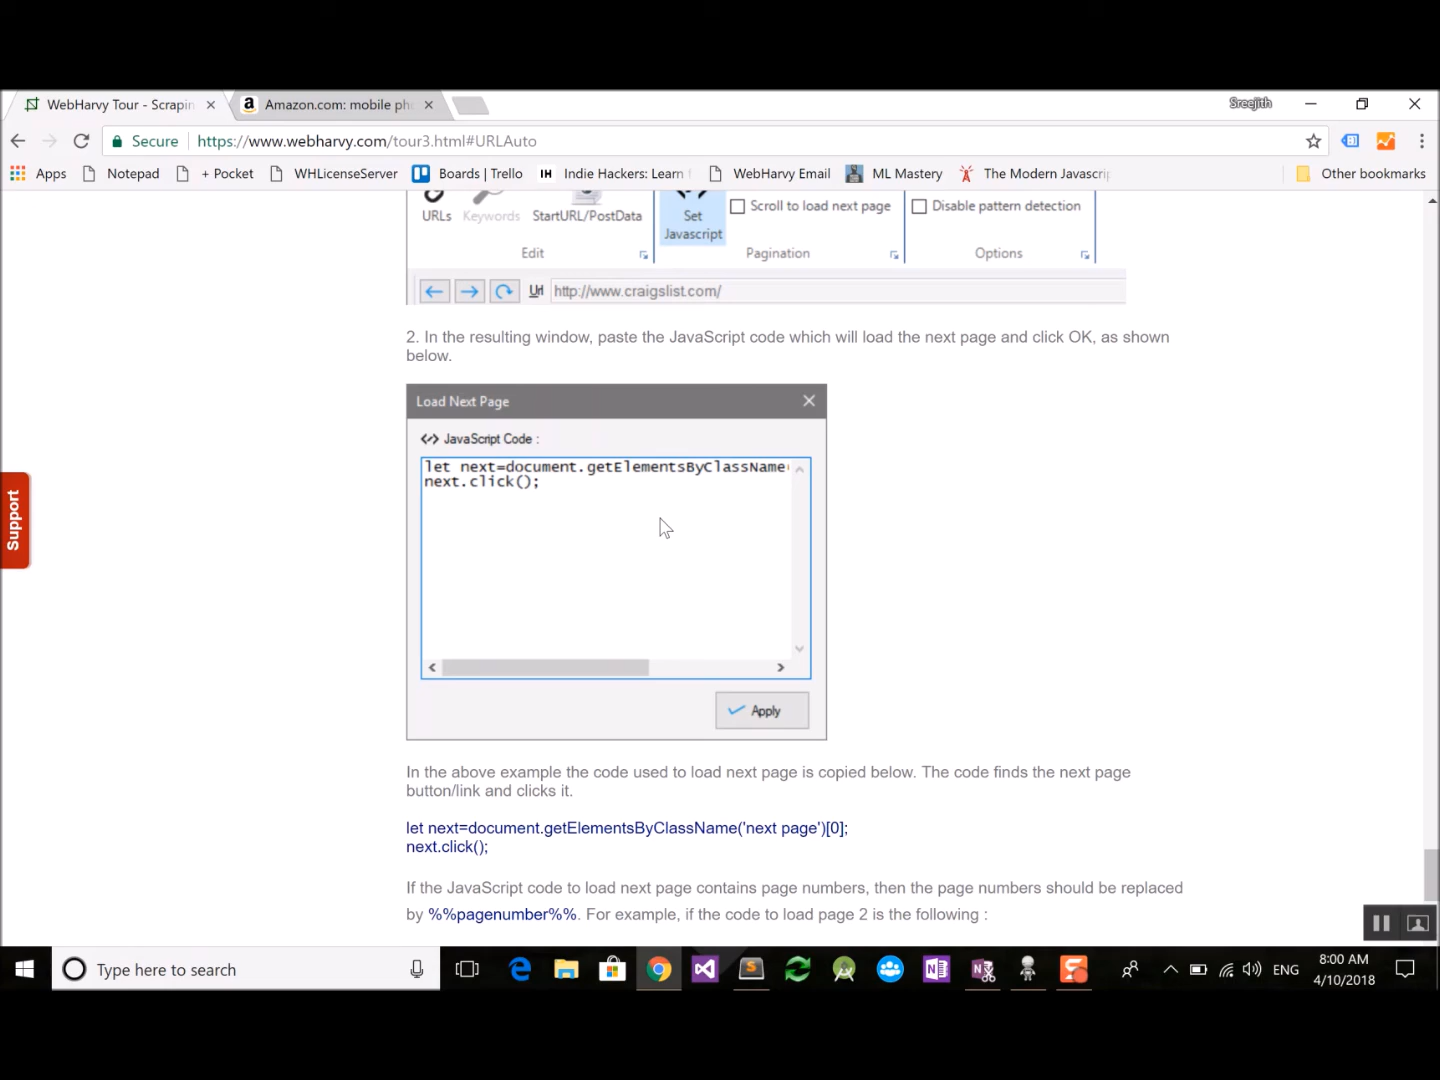 WebHarvy Tour - Scrapin
Amazon.com: mobile ph
Sreejith
Secure
https://www.webharvy.com/tour3.html#URLAuto
Apps
Notepad
+ Pocket
WHLicenseServer
Boards | Trello
IH Indie Hackers: Learn
WebHarvy Email
ML Mastery
The Modern Javascrip
Other bookmarks
URLs
Keywords
StartURL/PostData
Set
Javascript
Scroll to load next page
Disable pattern detection
Edit
Pagination
Options
Url
http://www.craigslist.com/
2. In the resulting window, paste the JavaScript code which will load the next page and click OK, as shown
below.
Load Next Page
JavaScript Code :
let next=document.getElementsByClassName(
next.click();
Apply
Support
In the above example the code used to load next page is copied below. The code finds the next page
button/link and clicks it.
let next=document.getElementsByClassName('next page')[0];
next.click();
If the JavaScript code to load next page contains page numbers, then the page numbers should be replaced
by %%pagenumber%%. For example, if the code to load page 2 is the following :
Type here to search
ENG
8:00 AM
4/10/2018